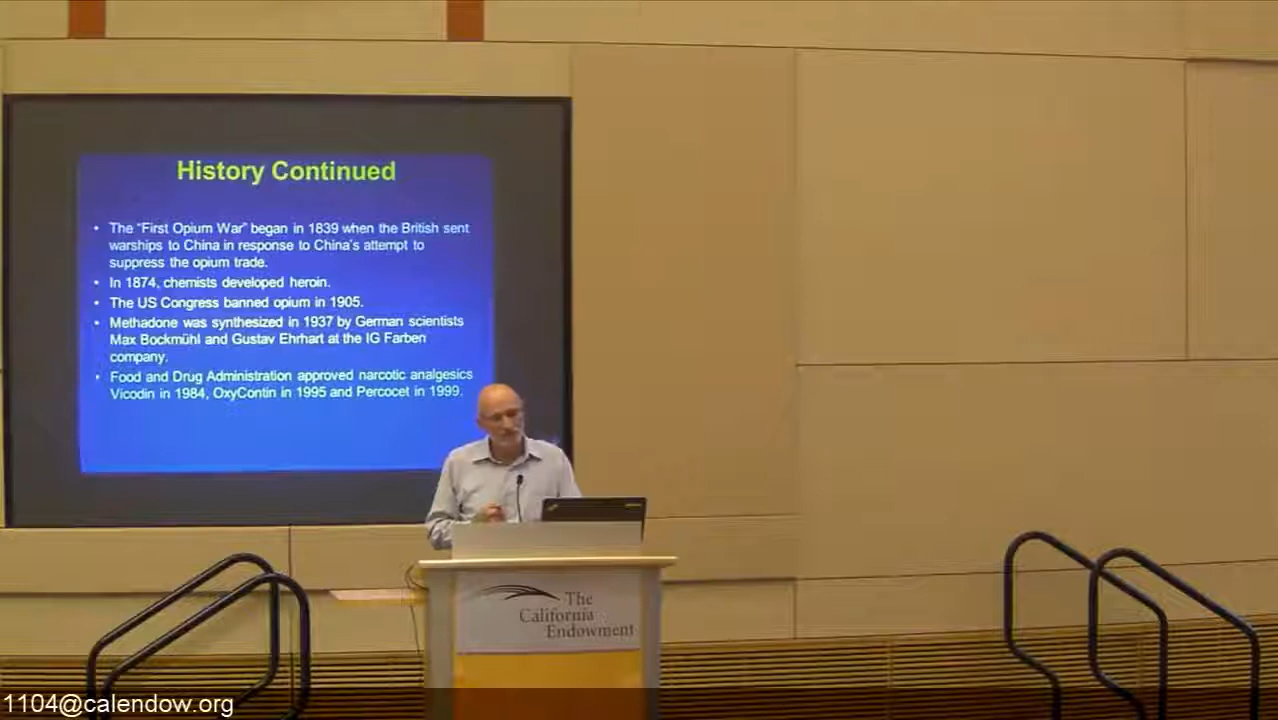 History Continued
• The “First Opium War” began in 1839 when the British sent
warships to China in response to China's attempt to
suppress the opium trade.
• In 1874, chemists developed heroin.
• The US Congress banned opium in 1905.
• Methadone was synthesized in 1937 by German scientists
Max Bockmühl and Gustav Ehrhart at the IG Farben
company.
• Food and Drug Administration approved narcotic analgesics
Vicodin in 1984, OxyContin in 1995 and Percocet in 1999.
The
California
Endowment
1104@calendow.org